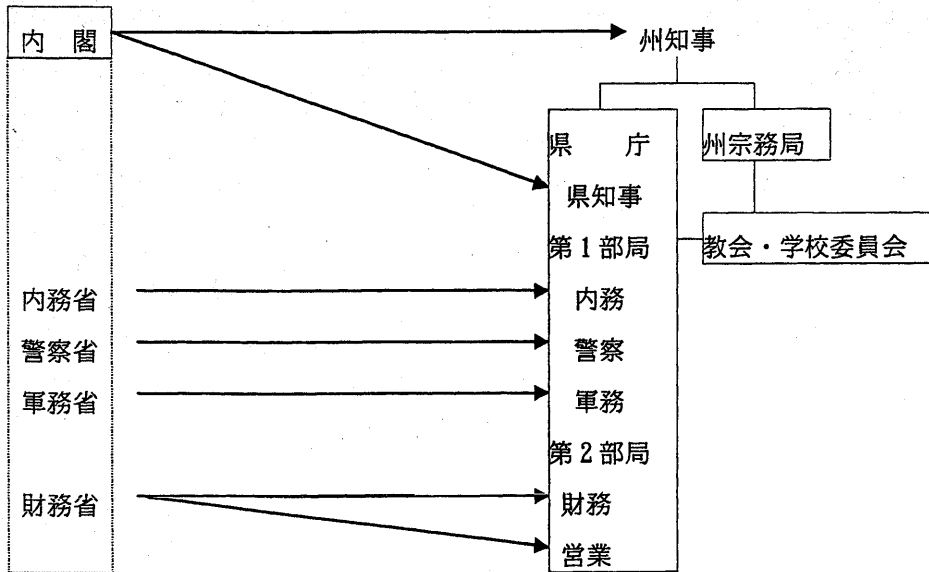 内　閣
州知事
県　庁
州宗務局
県知事
第１部局
教会・学校委員会
内務省
内務
警察省
警察
軍務省
軍務
第２部局
財務省
財務
営業